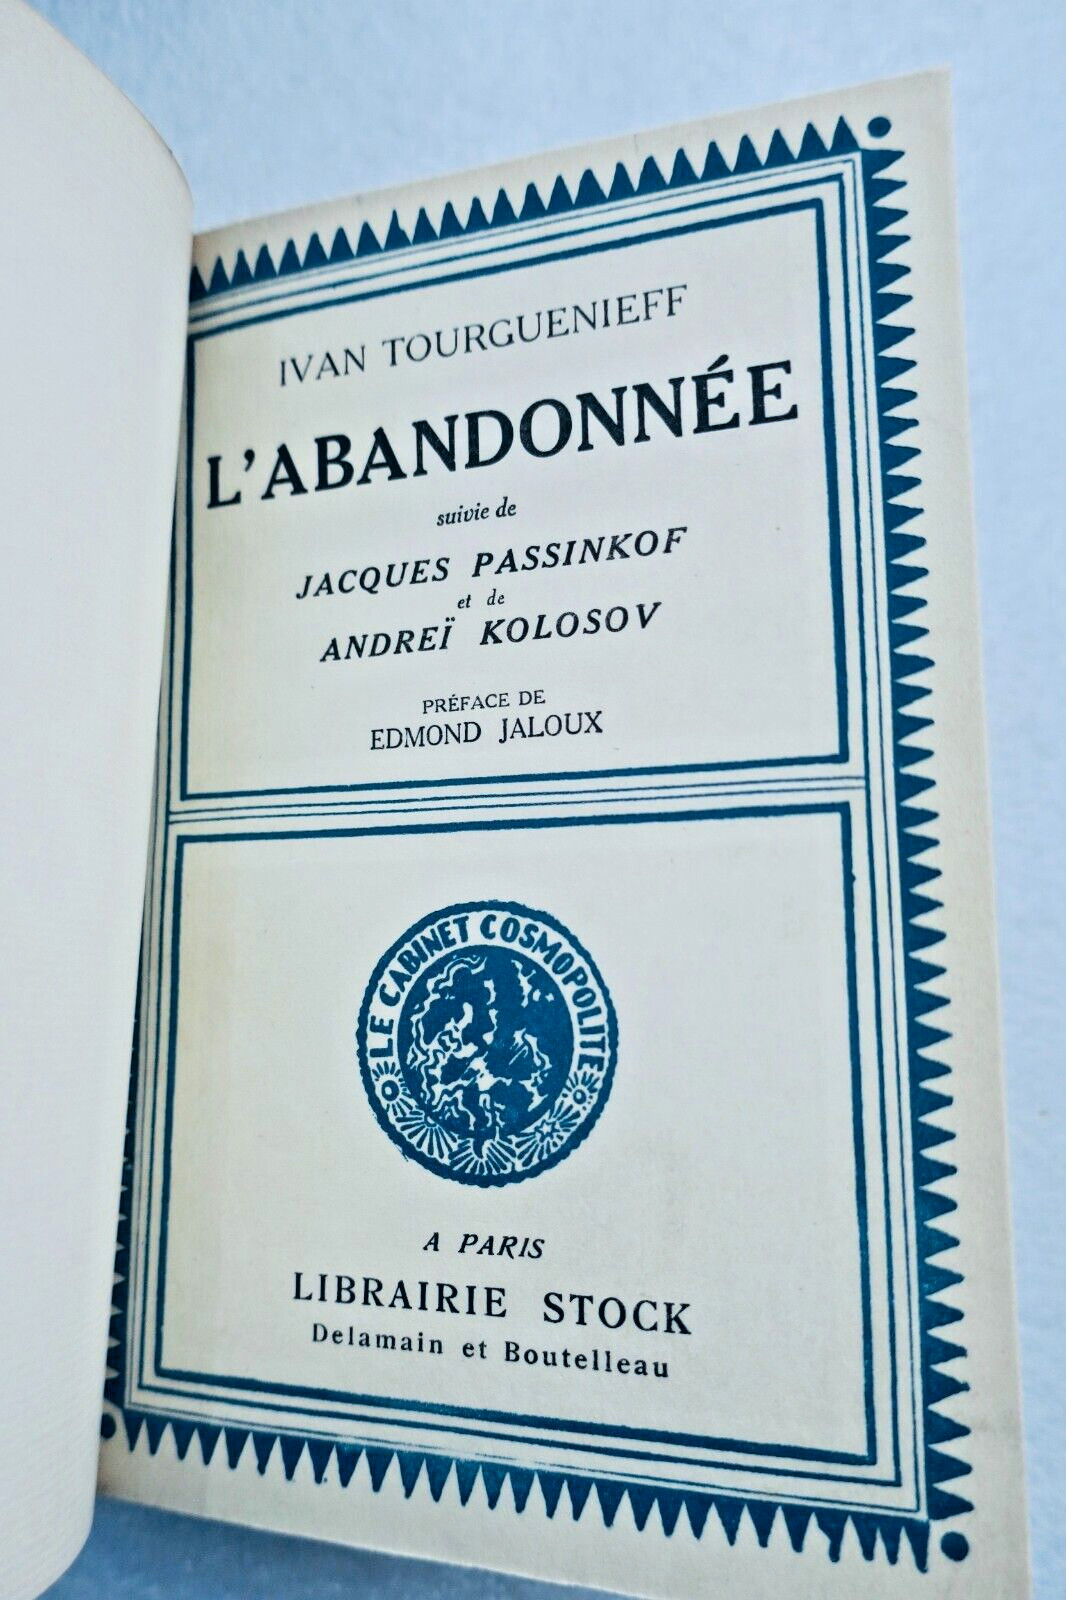 IVAN TOURGUENIEFF
L'ABANDONNÉE
suivie de
JACQUES PASSINKOF
et de
ANDREÏ KOLOSOV
PRÉFACE DE
EDMOND JALOUX
LE CABINET COSMOPOLITE
A PARIS
LIBRAIRIE STOCK
Delamain et Boutelleau